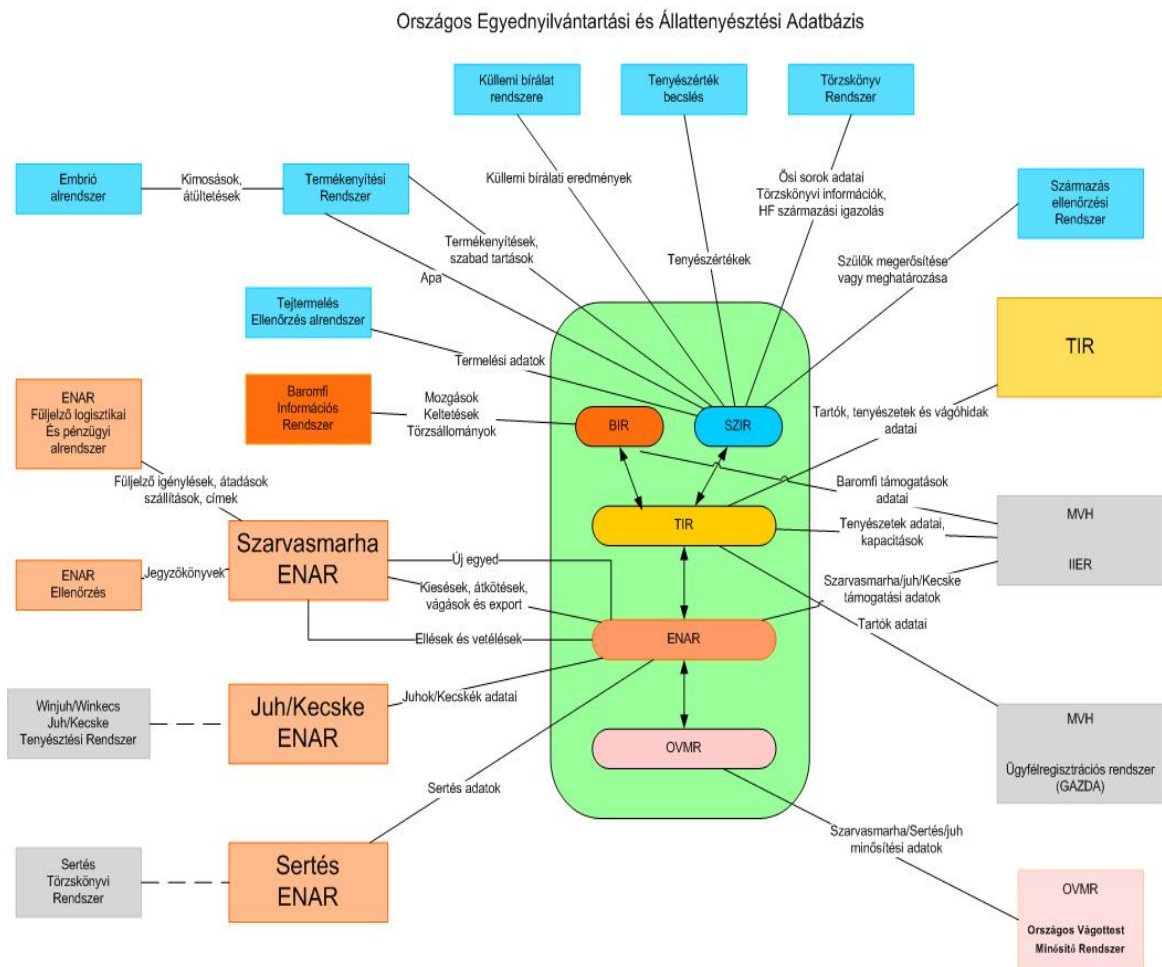 Országos Egyednyilvántartási és Állattenyésztési Adatbázis
Küllemi bírálat
rendszere
Tenyészérték
becslés
Törzskönyv
Rendszer
Embrió
alrendszer
Kimosások,
átültetések
Termékenyítési
Rendszer
Küllemi bírálati eredmények
Ősi sorok adatai
Törzskönyvi információk,
HF származási igazolás
Származás
ellenőrzési
Rendszer
Termékenyítések,
szabad tartások
Apa
Tenyészértékek
Szülők megerősítése
vagy meghatározása
Tejtermelés
Ellenőrzés alrendszer
Termelési adatok
TIR
ENAR
Füljelző logisztikai
És pénzügyi
alrendszer
Baromfi
Információs
Rendszer
Mozgások
Keltetések
Törzsállományok
BIR
SZIR
Tartók, tenyészetek és vágóhidak
adatai
Füljelző igénylések, átadások
szállítások, címek
Baromfi támogatások
adatai
MVH
IIER
Szarvasmarha
ENAR
TIR
Tenyészetek adatai,
kapacitások
ENAR
Ellenőrzés
Jegyzőkönyvek
Új egyed
Kiesések, átkötések,
vágások és export
Szarvasmarha/juh/Kecske
támogatási adatok
Ellések és vetélések
ENAR
Tartók adatai
Winjuh/Winkecs
Juh/Kecske
Tenyésztési Rendszer
Juh/Kecske
ENAR
Juhok/Kecskék adatai
OVMR
MVH
Ügyfélregisztrációs rendszer
(GAZDA)
Sertés adatok
Szarvasmarha/Sertés/juh
minősítési adatok
Sertés
Törzskönyvi
Rendszer
Sertés
ENAR
OVMR
Országos Vágottest
Minősítő Rendszer